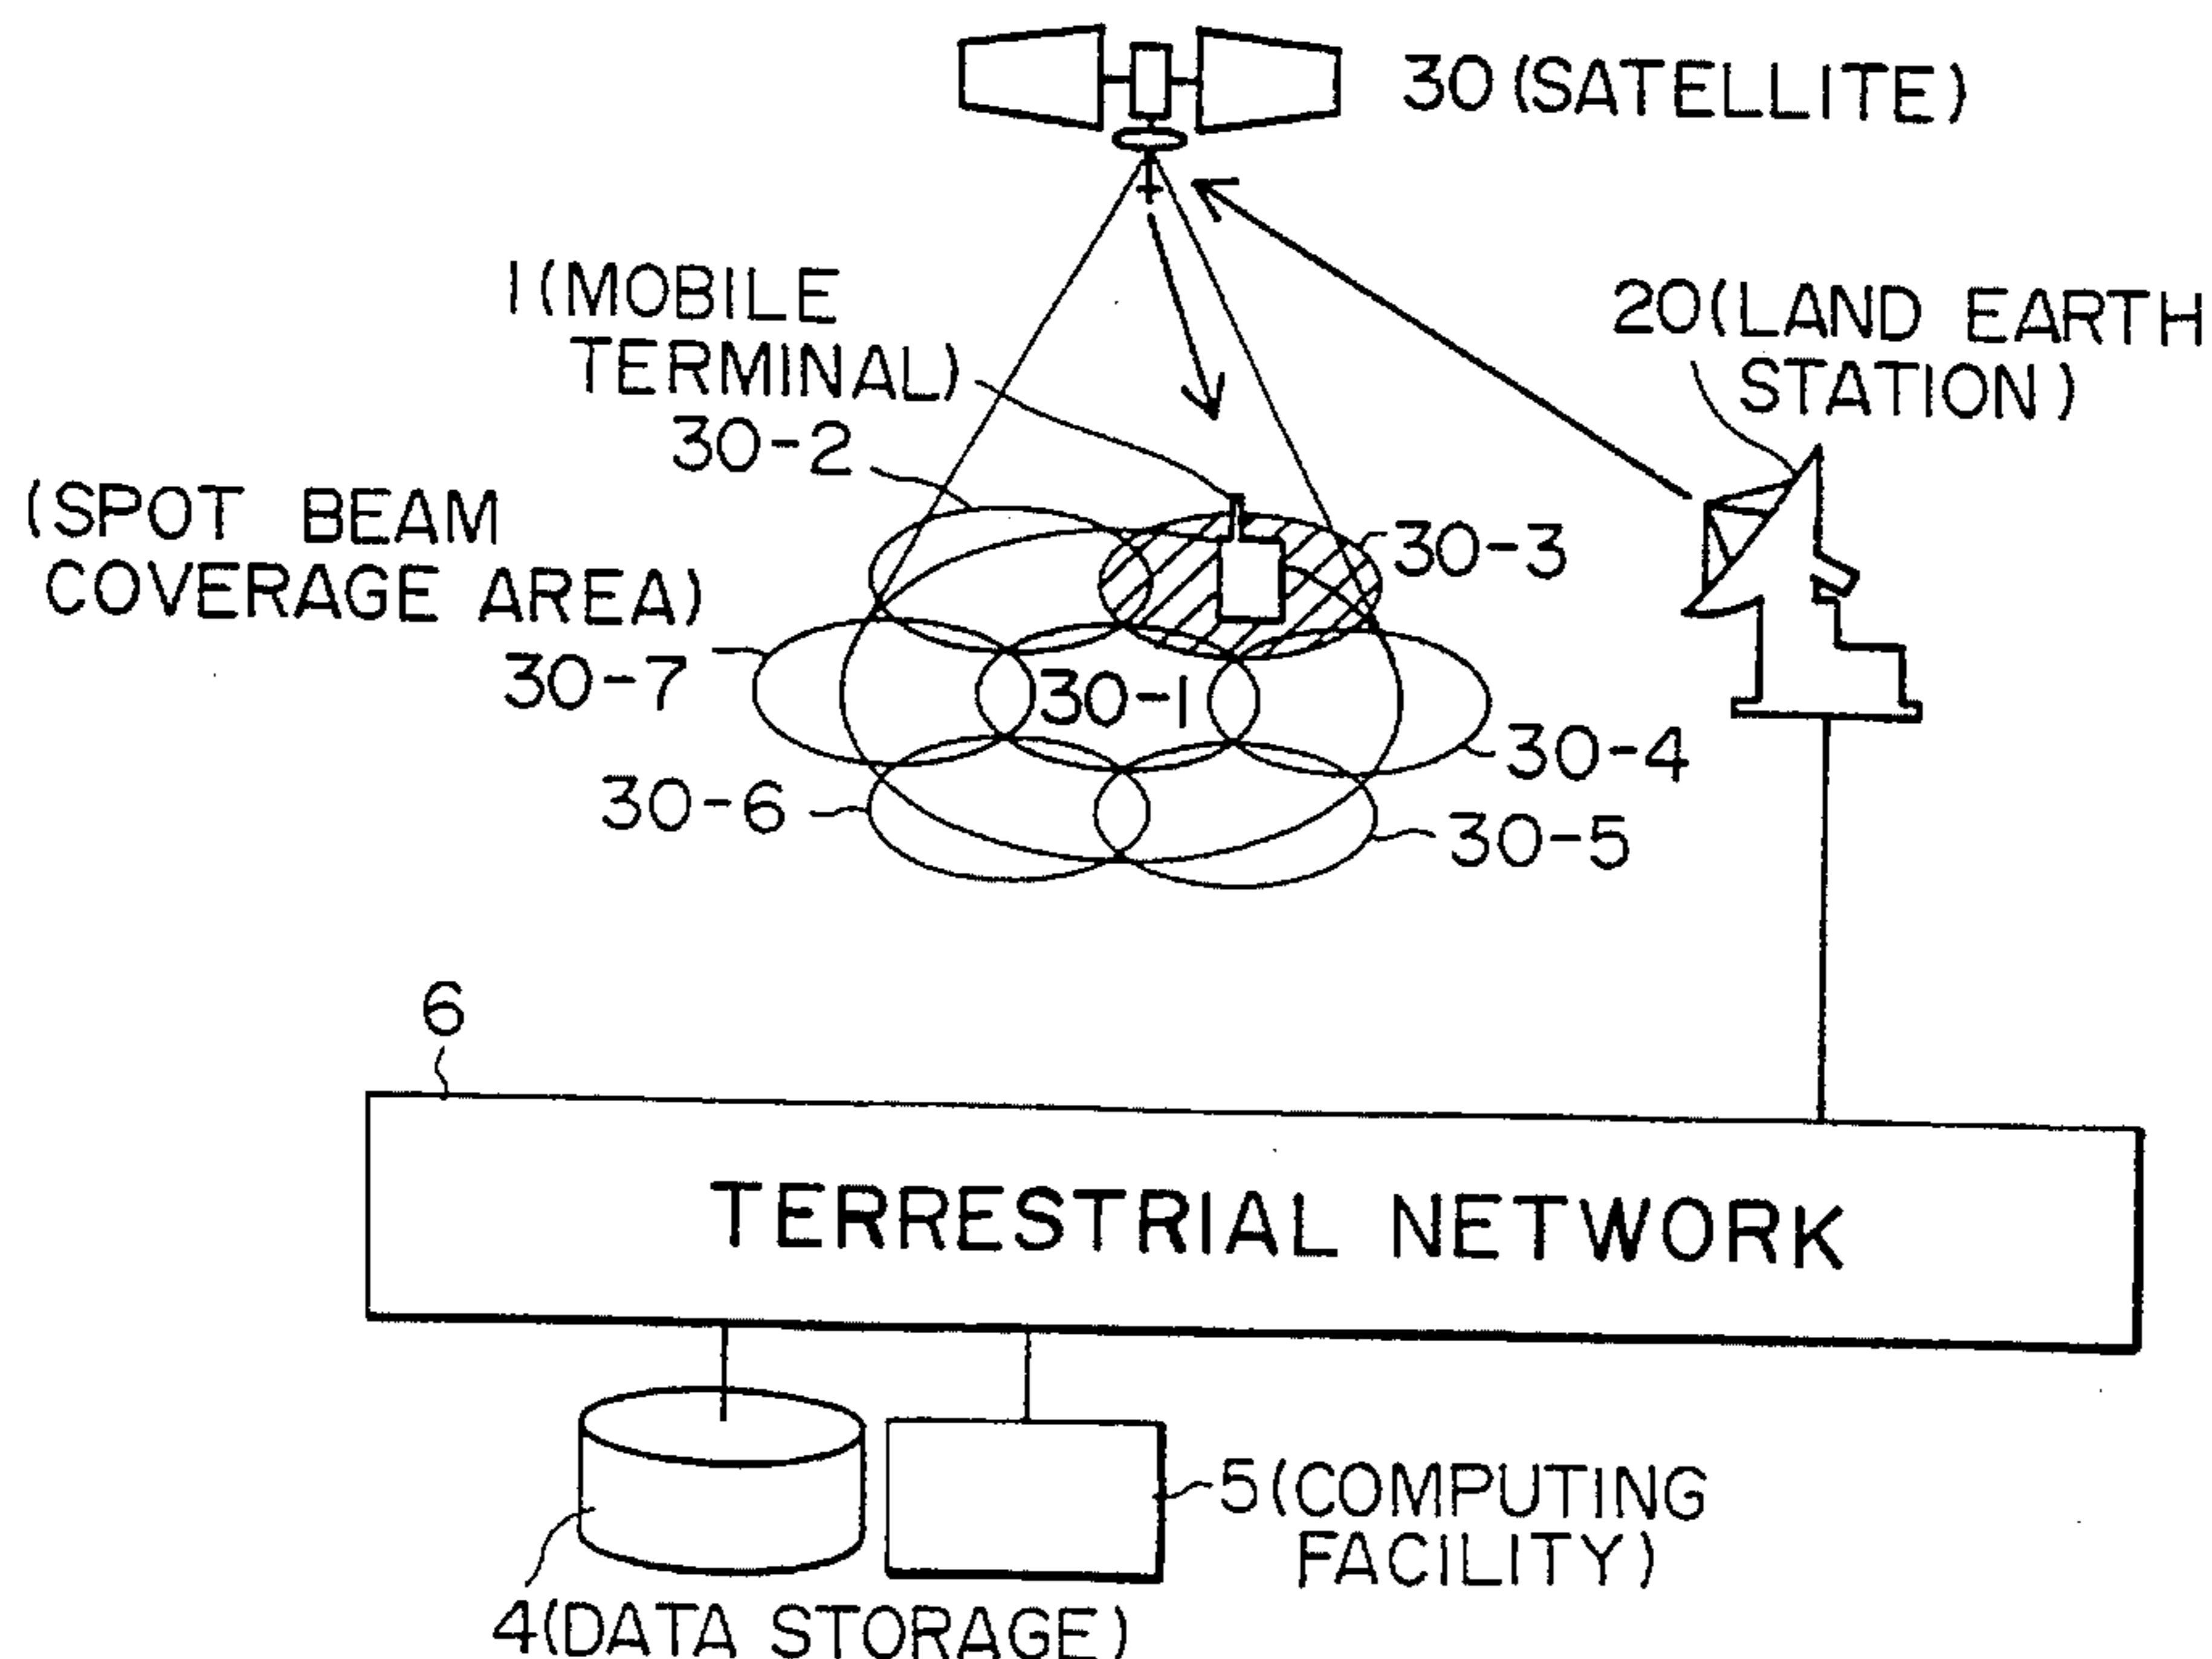 30(SATELLITE)
1(MOBILE
TERMINAL)
20(LAND EARTH
STATION)
30-2
(SPOT BEAM
COVERAGE AREA)
30-3
30-7
30-1
30-4
30-6
30-5
6
TERRESTRIAL NETWORK
5(COMPUTING
FACILITY)
4(DATA STORAGE)